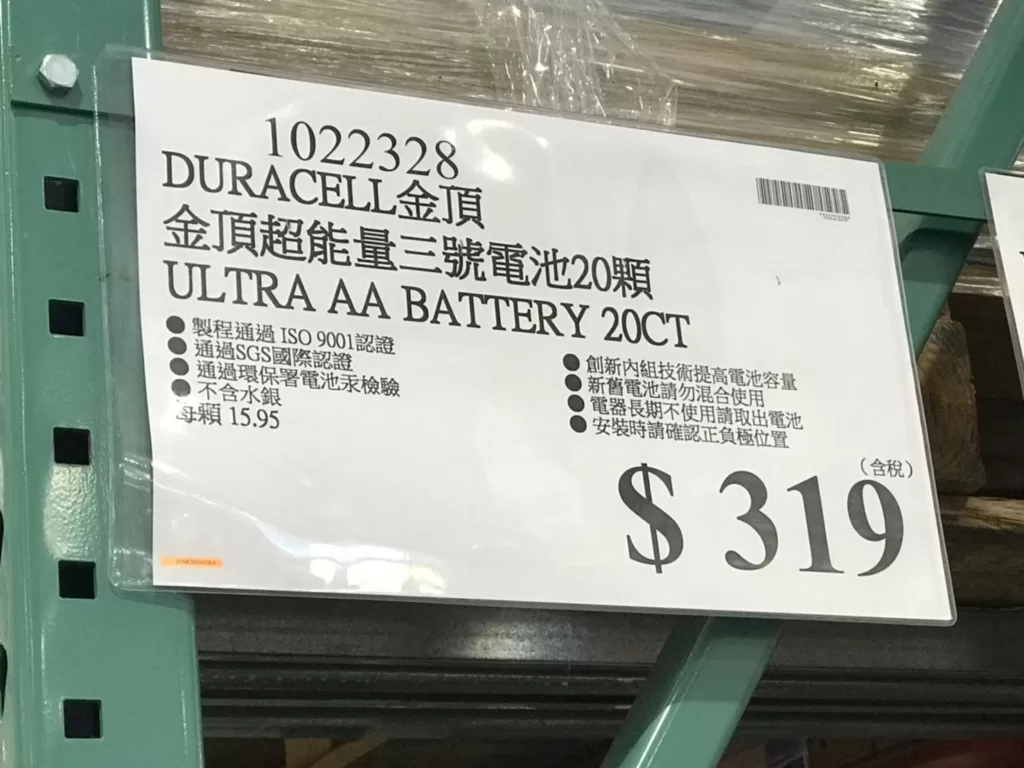 1022328
DURACELL金頂
金頂超能量三號電池20顆
ULTRA AA BATTERY 20CT
*1022328*
● 製程通過 ISO 9001認證
● 通過SGS國際認證
● 通過環保署電池汞檢驗
● 不含水銀
每顆 15.95
● 創新內組技術提高電池容量
● 新舊電池請勿混合使用
● 電器長期不使用請取出電池
● 安裝時請確認正負極位置
(含稅)
$ 319